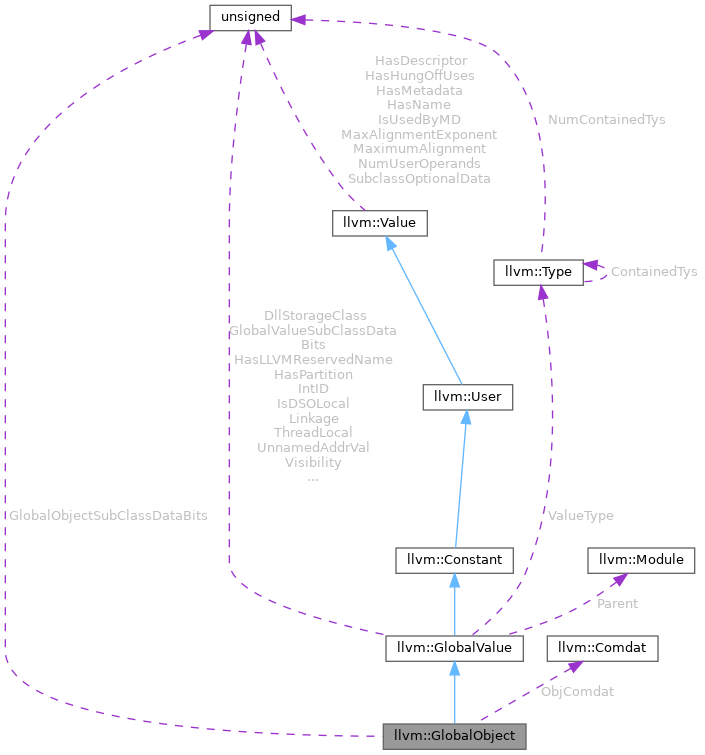 unsigned
HasDescriptor
HasHungOffUses
HasMetadata
HasName
IsUsedByMD
MaxAlignmentExponent
MaximumAlignment
NumUserOperands
SubclassOptionalData
NumContainedTys
llvm::Value
llvm::Type
ContainedTys
DllStorageClass
GlobalValueSubClassData
Bits
HasLLVMReservedName
HasPartition
IntID
IsDSOLocal
Linkage
ThreadLocal
UnnamedAddrVal
Visibility
...
llvm::User
GlobalObjectSubClassDataBits
ValueType
llvm::Constant
llvm::Module
Parent
llvm::GlobalValue
llvm::Comdat
ObjComdat
llvm::GlobalObject